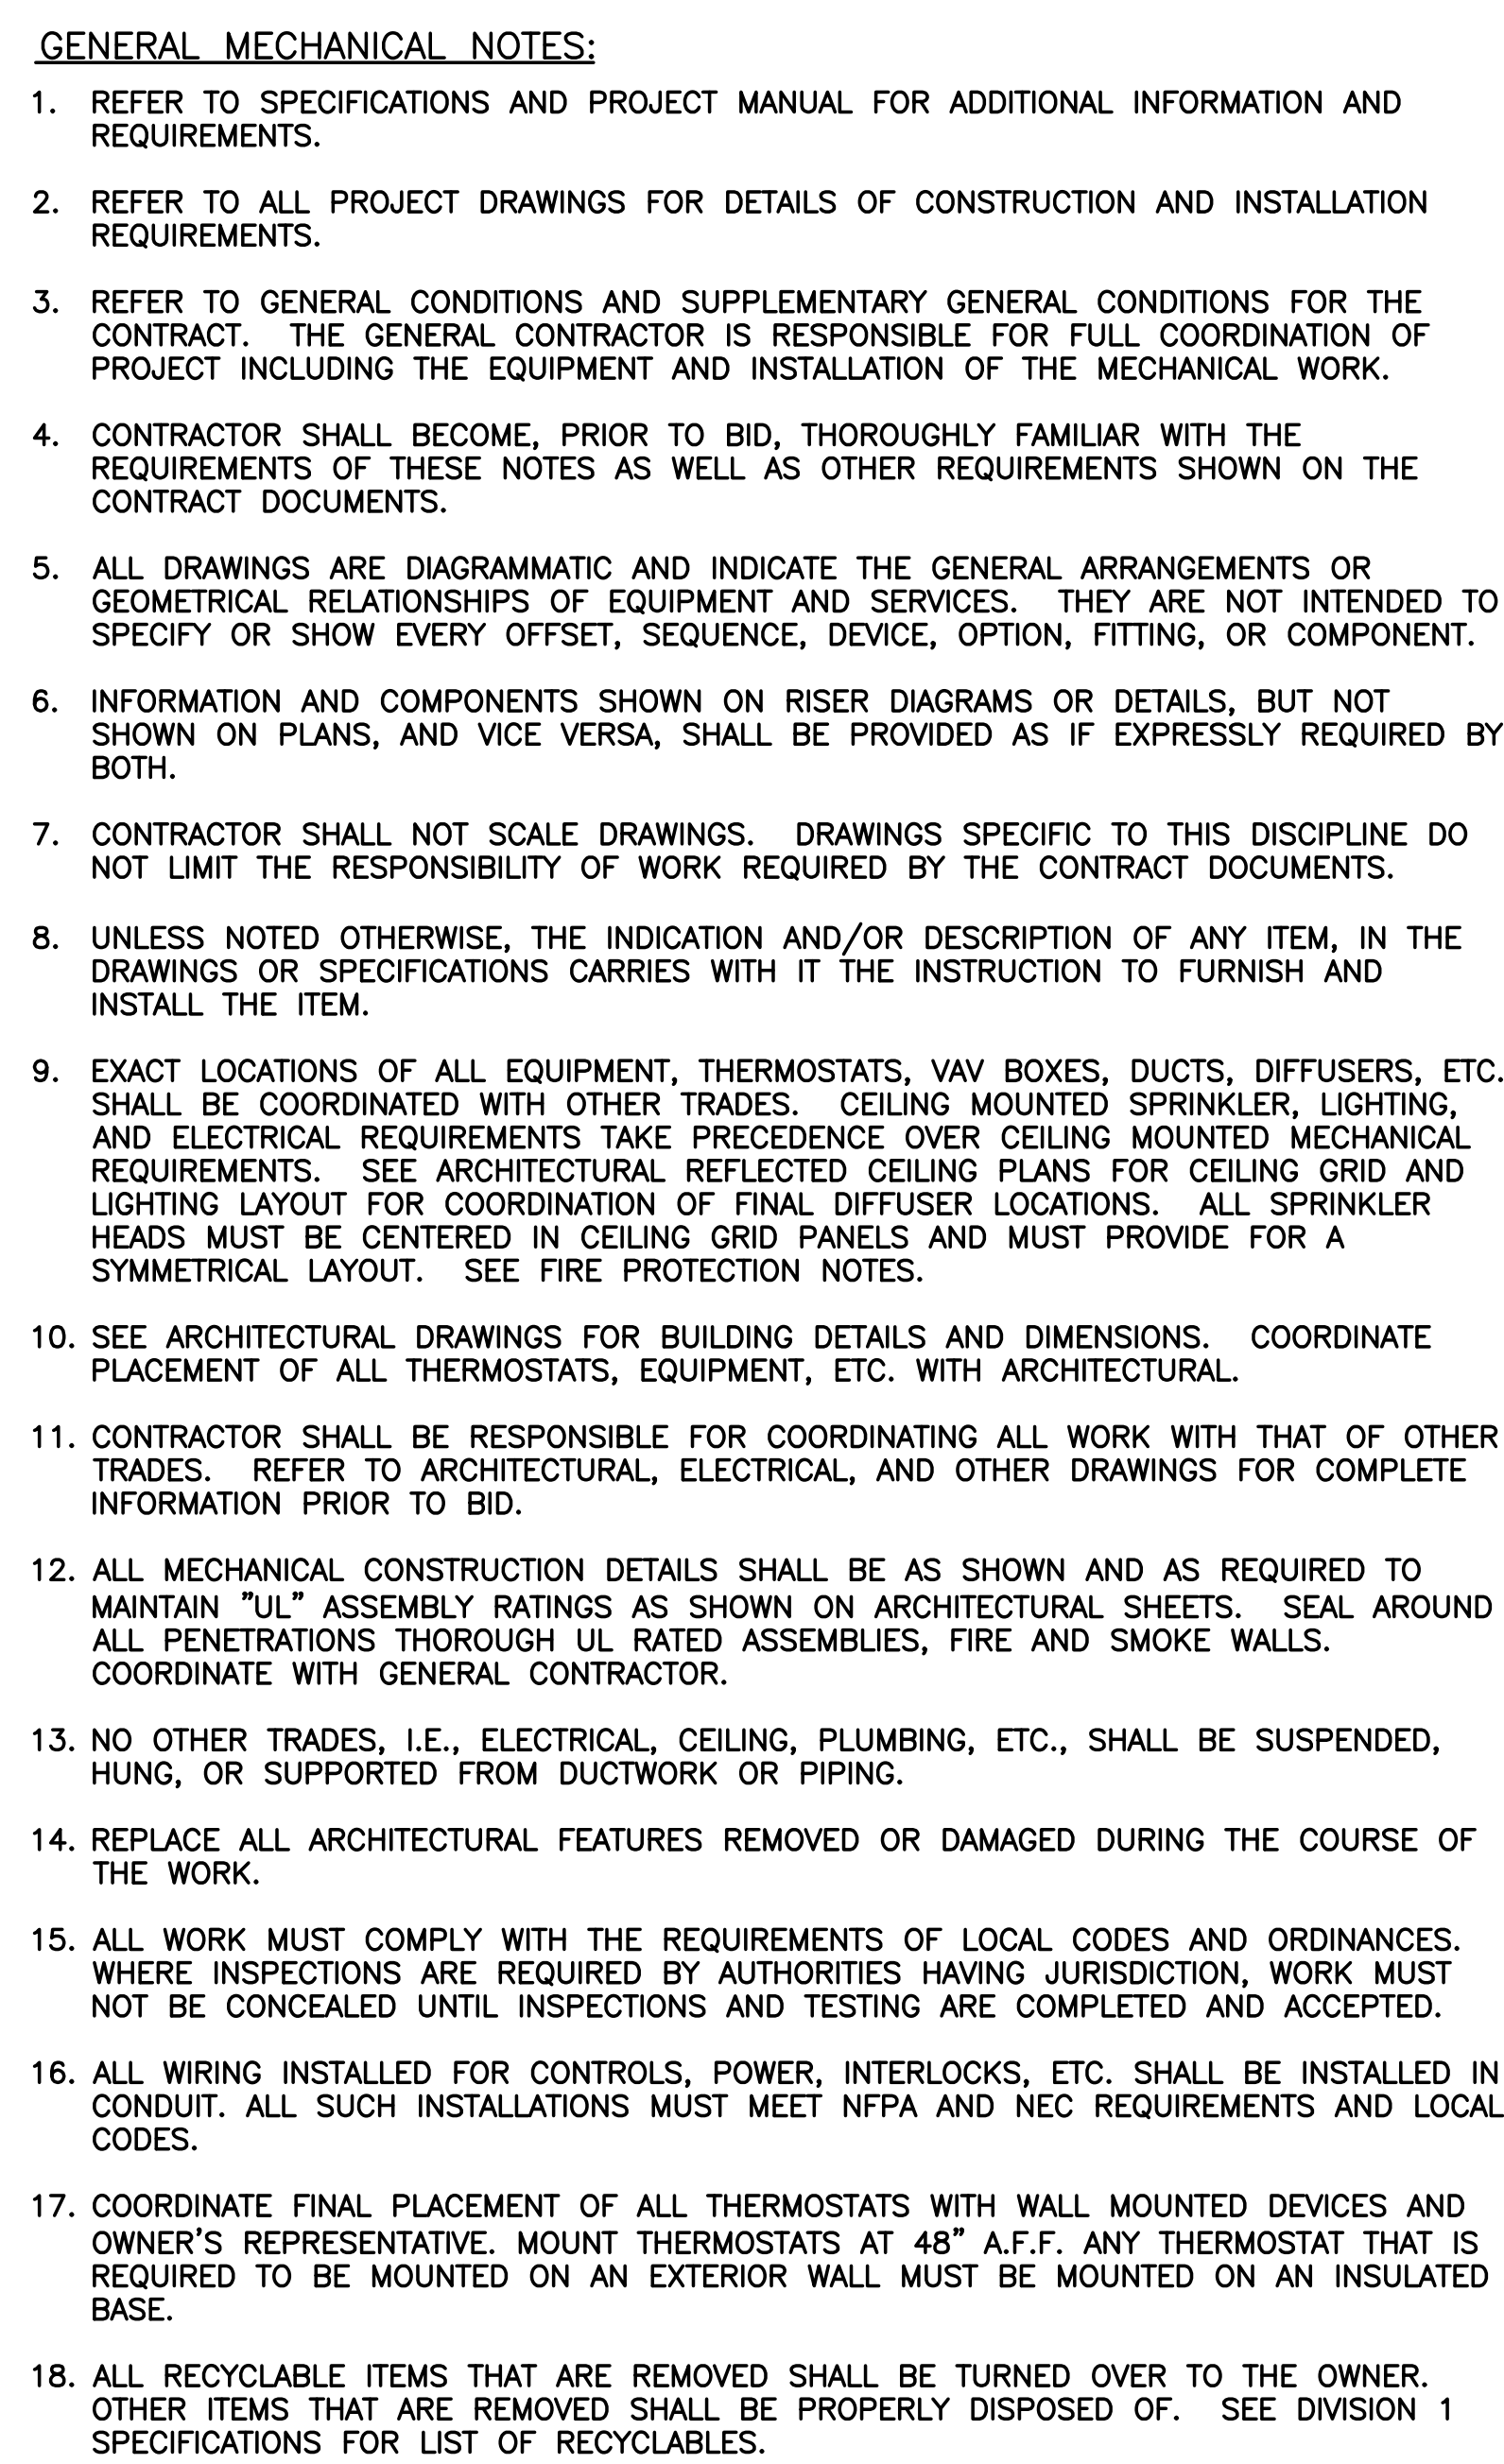 GENERAL MECHANICAL NOTES:
1. REFER TO SPECIFICATIONS AND PROJECT MANUAL FOR ADDITIONAL INFORMATION AND
REQUIREMENTS.
2. REFER TO ALL PROJECT DRAWINGS FOR DETAILS OF CONSTRUCTION AND INSTALLATION
REQUIREMENTS.
3. REFER TO GENERAL CONDITIONS AND SUPPLEMENTARY GENERAL CONDITIONS FOR THE
CONTRACT. THE GENERAL CONTRACTOR IS RESPONSIBLE FOR FULL COORDINATION OF
PROJECT INCLUDING THE EQUIPMENT AND INSTALLATION OF THE MECHANICAL WORK.
4. CONTRACTOR SHALL BECOME, PRIOR TO BID, THOROUGHLY FAMILIAR WITH THE
REQUIREMENTS OF THESE NOTES AS WELL AS OTHER REQUIREMENTS SHOWN ON THE
CONTRACT DOCUMENTS.
5. ALL DRAWINGS ARE DIAGRAMMATIC AND INDICATE THE GENERAL ARRANGEMENTS OR
GEOMETRICAL RELATIONSHIPS OF EQUIPMENT AND SERVICES. THEY ARE NOT INTENDED TO
SPECIFY OR SHOW EVERY OFFSET, SEQUENCE, DEVICE, OPTION, FITTING, OR COMPONENT.
6. INFORMATION AND COMPONENTS SHOWN ON RISER DIAGRAMS OR DETAILS, BUT NOT
SHOWN ON PLANS, AND VICE VERSA, SHALL BE PROVIDED AS IF EXPRESSLY REQUIRED BY
BOTH.
7. CONTRACTOR SHALL NOT SCALE DRAWINGS. DRAWINGS SPECIFIC TO THIS DISCIPLINE DO
NOT LIMIT THE RESPONSIBILITY OF WORK REQUIRED BY THE CONTRACT DOCUMENTS.
8. UNLESS NOTED OTHERWISE, THE INDICATION AND/OR DESCRIPTION OF ANY ITEM, IN THE
DRAWINGS OR SPECIFICATIONS CARRIES WITH IT THE INSTRUCTION TO FURNISH AND
INSTALL THE ITEM.
9. EXACT LOCATIONS OF ALL EQUIPMENT, THERMOSTATS, VAV BOXES, DUCTS, DIFFUSERS, ETC.
SHALL BE COORDINATED WITH OTHER TRADES. CEILING MOUNTED SPRINKLER, LIGHTING,
AND ELECTRICAL REQUIREMENTS TAKE PRECEDENCE OVER CEILING MOUNTED MECHANICAL
REQUIREMENTS. SEE ARCHITECTURAL REFLECTED CEILING PLANS FOR CEILING GRID AND
LIGHTING LAYOUT FOR COORDINATION OF FINAL DIFFUSER LOCATIONS. ALL SPRINKLER
HEADS MUST BE CENTERED IN CEILING GRID PANELS AND MUST PROVIDE FOR A
SYMMETRICAL LAYOUT. SEE FIRE PROTECTION NOTES.
10. SEE ARCHITECTURAL DRAWINGS FOR BUILDING DETAILS AND DIMENSIONS. COORDINATE
PLACEMENT OF ALL THERMOSTATS, EQUIPMENT, ETC. WITH ARCHITECTURAL.
11. CONTRACTOR SHALL BE RESPONSIBLE FOR COORDINATING ALL WORK WITH THAT OF OTHER
TRADES. REFER TO ARCHITECTURAL, ELECTRICAL, AND OTHER DRAWINGS FOR COMPLETE
INFORMATION PRIOR TO BID.
12. ALL MECHANICAL CONSTRUCTION DETAILS SHALL BE AS SHOWN AND AS REQUIRED TO
MAINTAIN "UL" ASSEMBLY RATINGS AS SHOWN ON ARCHITECTURAL SHEETS. SEAL AROUND
ALL PENETRATIONS THOROUGH UL RATED ASSEMBLIES, FIRE AND SMOKE WALLS.
COORDINATE WITH GENERAL CONTRACTOR.
13. NO OTHER TRADES, I.E., ELECTRICAL, CEILING, PLUMBING, ETC., SHALL BE SUSPENDED,
HUNG, OR SUPPORTED FROM DUCTWORK OR PIPING.
14. REPLACE ALL ARCHITECTURAL FEATURES REMOVED OR DAMAGED DURING THE COURSE OF
THE WORK.
15. ALL WORK MUST COMPLY WITH THE REQUIREMENTS OF LOCAL CODES AND ORDINANCES.
WHERE INSPECTIONS ARE REQUIRED BY AUTHORITIES HAVING JURISDICTION, WORK MUST
NOT BE CONCEALED UNTIL INSPECTIONS AND TESTING ARE COMPLETED AND ACCEPTED.
16. ALL WIRING INSTALLED FOR CONTROLS, POWER, INTERLOCKS, ETC. SHALL BE INSTALLED IN
CONDUIT. ALL SUCH INSTALLATIONS MUST MEET NFPA AND NEC REQUIREMENTS AND LOCAL
CODES.
17. COORDINATE FINAL PLACEMENT OF ALL THERMOSTATS WITH WALL MOUNTED DEVICES AND
OWNER'S REPRESENTATIVE. MOUNT THERMOSTATS AT 48" A.F.F. ANY THERMOSTAT THAT IS
REQUIRED TO BE MOUNTED ON AN EXTERIOR WALL MUST BE MOUNTED ON AN INSULATED
BASE.
18. ALL RECYCLABLE ITEMS THAT ARE REMOVED SHALL BE TURNED OVER TO THE OWNER.
OTHER ITEMS THAT ARE REMOVED SHALL BE PROPERLY DISPOSED OF. SEE DIVISION 1
SPECIFICATIONS FOR LIST OF RECYCLABLES.